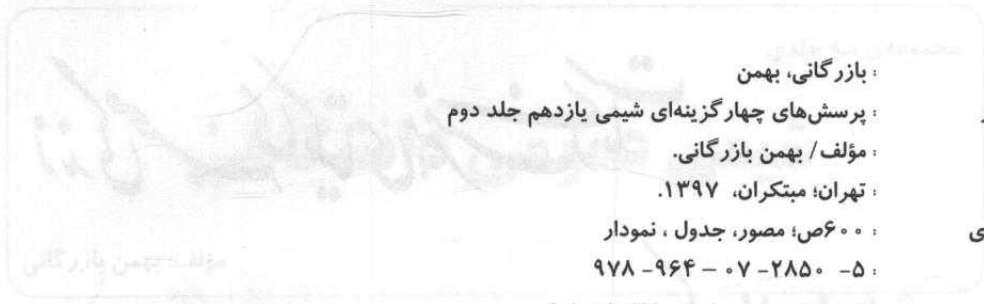 : بازرگانی، بهمن
: پرسش‌های چهارگزینه‌ای شیمی یازدهم جلد دوم
: مؤلف/ بهمن بازرگانی.
: تهران؛ مبتکران، ۱۳۹۷.
ی : ۶۰۰ص؛ مصور، جدول ، نمودار
: ۵- ۲۸۵۰- ۰۷ – ۹۶۴- ۹۷۸